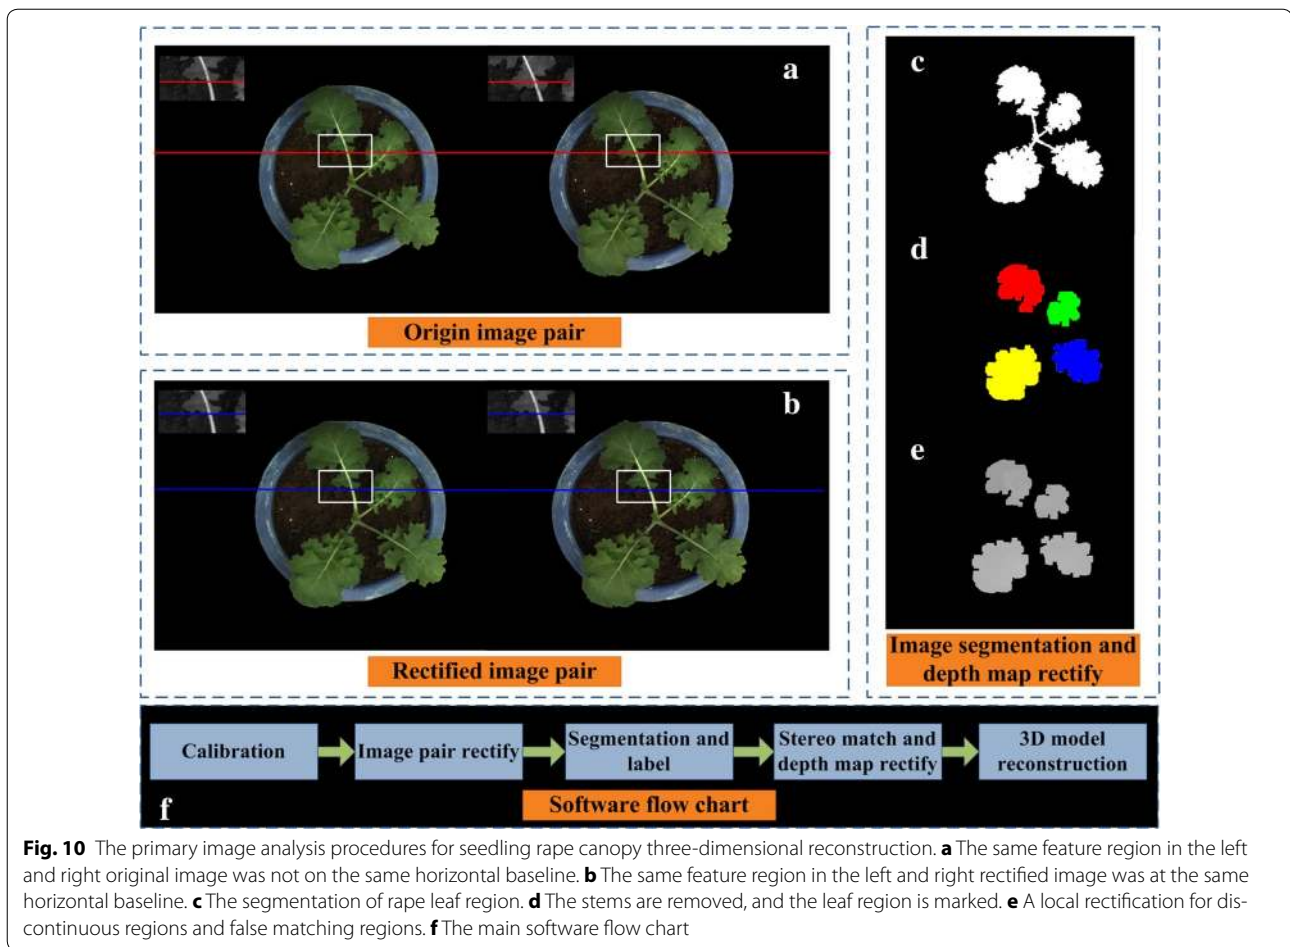 a
Origin image pair
b
Rectified image pair
c
d
e
Image segmentation and
depth map rectify
Calibration
Image pair rectify
Segmentation and
label
Stereo match and
depth map rectify
3D model
reconstruction
f
Software flow chart
Fig. 10 The primary image analysis procedures for seedling rape canopy three-dimensional reconstruction. a The same feature region in the left
and right original image was not on the same horizontal baseline. b The same feature region in the left and right rectified image was at the same
horizontal baseline. c The segmentation of rape leaf region. d The stems are removed, and the leaf region is marked. e A local rectification for dis-
continuous regions and false matching regions. f The main software flow chart